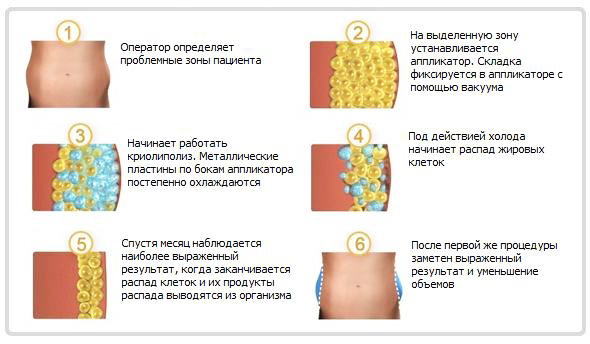 1
Оператор определяет
проблемные зоны пациента
2
На выделенную зону
устанавливается
аппликатор. Складка
фиксируется в аппликаторе с
помощью вакуума
3
Начинает работать
криолиполиз. Металлические
пластины по бокам аппликатора
постепенно охлаждаются
4
Под действией холода
начинает распад жировых
клеток
5
Спустя месяц наблюдается
наиболее выраженный
результат, когда заканчивается
распад клеток и их продукты
распада выводятся из организма
6
После первой же процедуры
заметен выраженный
результат и уменьшение
объемов